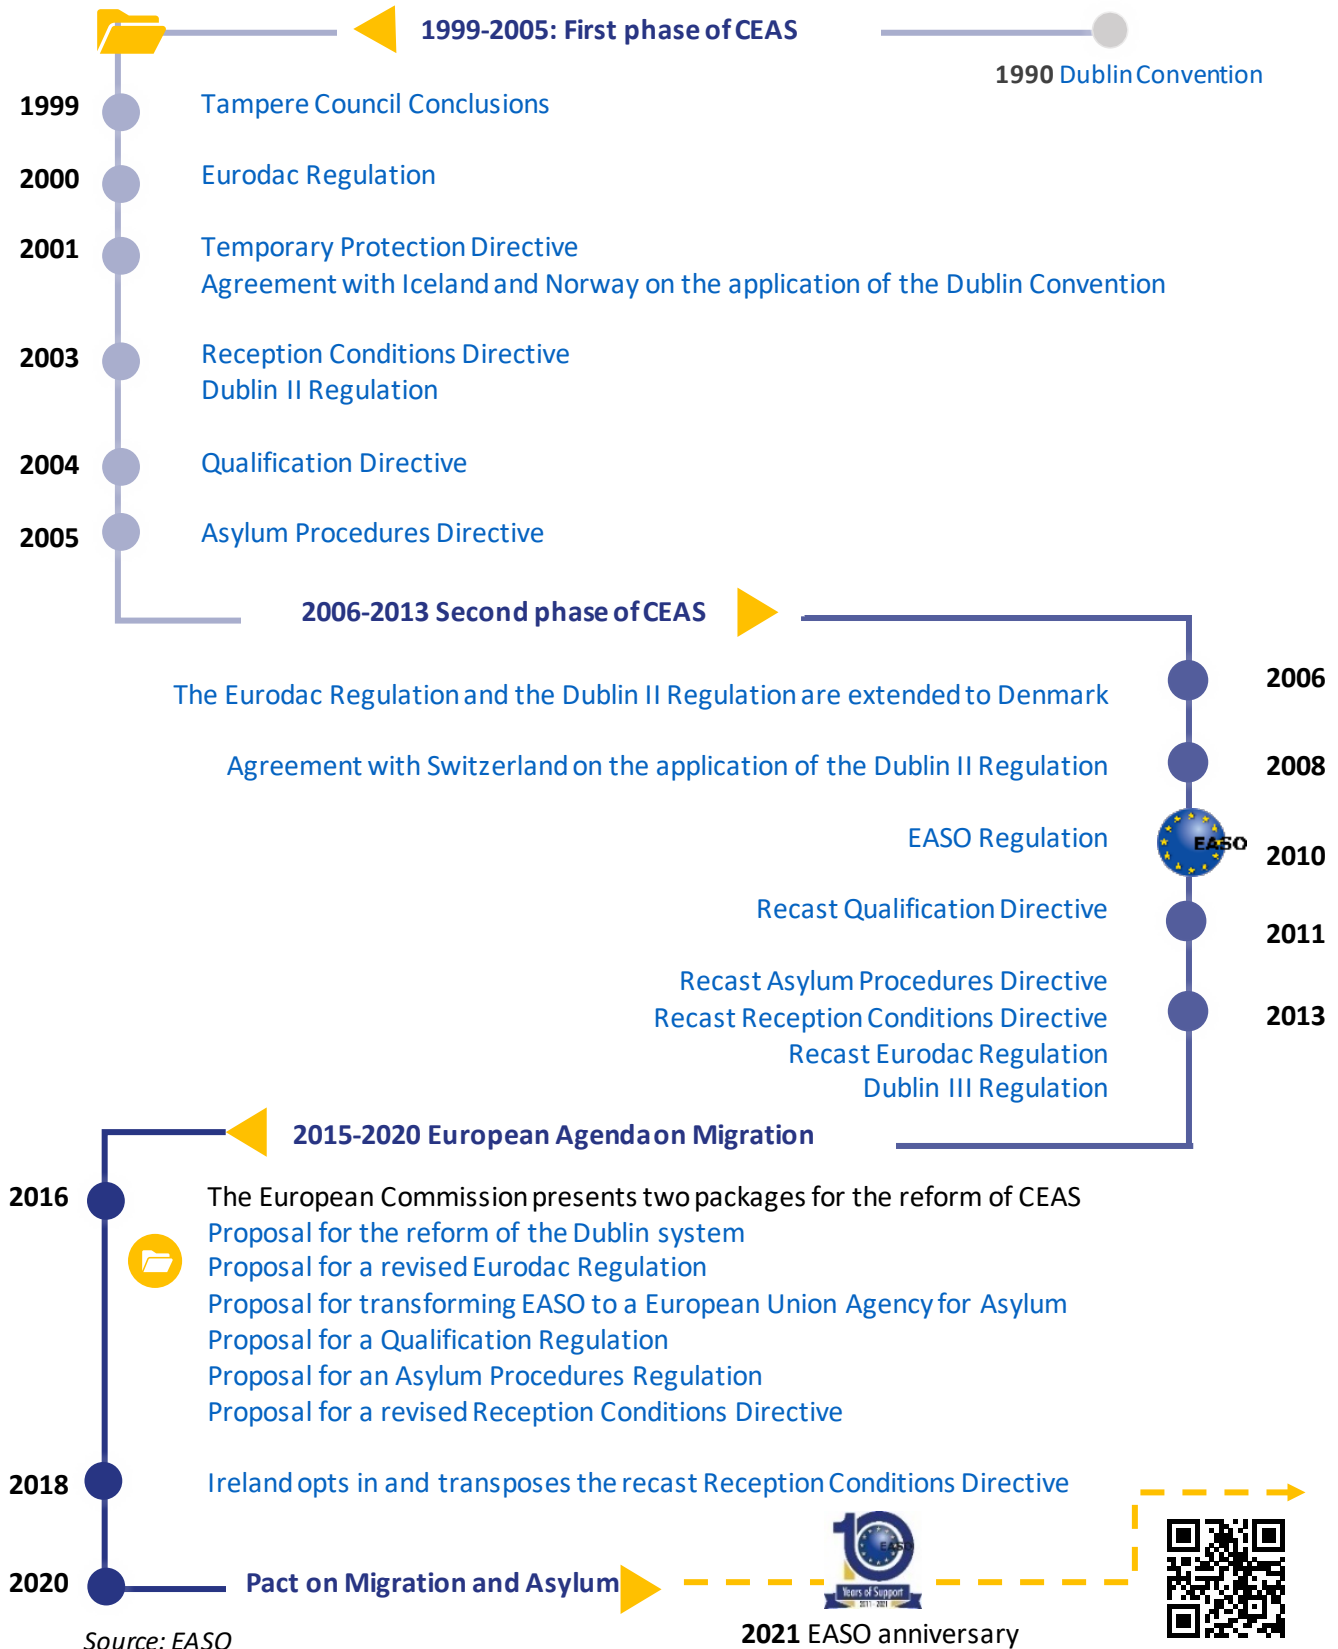 1999-2005: First phase of CEAS
1990 Dublin Convention
1999 Tampere Council Conclusions
2000 Eurodac Regulation
2001 Temporary Protection Directive
Agreement with Iceland and Norway on the application of the Dublin Convention
2003 Reception Conditions Directive
Dublin II Regulation
2004 Qualification Directive
2005 Asylum Procedures Directive
2006-2013 Second phase of CEAS
The Eurodac Regulation and the Dublin II Regulation are extended to Denmark 2006
Agreement with Switzerland on the application of the Dublin II Regulation 2008
EASO Regulation EASO 2010
Recast Qualification Directive 2011
Recast Asylum Procedures Directive
Recast Reception Conditions Directive 2013
Recast Eurodac Regulation
Dublin III Regulation
2015-2020 European Agenda on Migration
2016 The European Commission presents two packages for the reform of CEAS
Proposal for the reform of the Dublin system
Proposal for a revised Eurodac Regulation
Proposal for transforming EASO to a European Union Agency for Asylum
Proposal for a Qualification Regulation
Proposal for an Asylum Procedures Regulation
Proposal for a revised Reception Conditions Directive
2018 Ireland opts in and transposes the recast Reception Conditions Directive
10 EASO
2020 Pact on Migration and Asylum
Years of Support
2011 - 2021
2021 EASO anniversary
Source: EASO